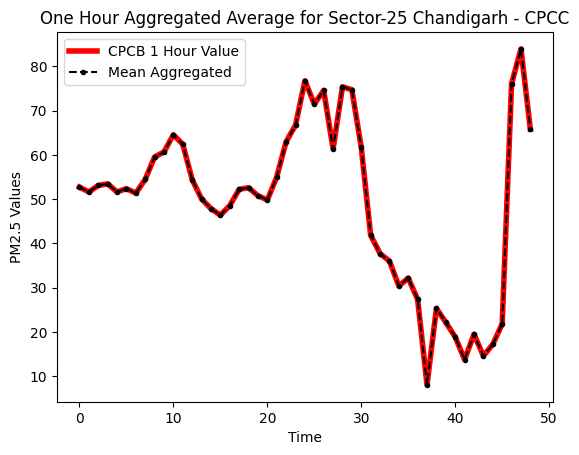 One Hour Aggregated Average for Sector-25 Chandigarh - CPCC
CPCB 1 Hour Value
Mean Aggregated
PM2.5 Values
80
70
60
50
40
30
20
10
0 10 20 30 40 50
Time